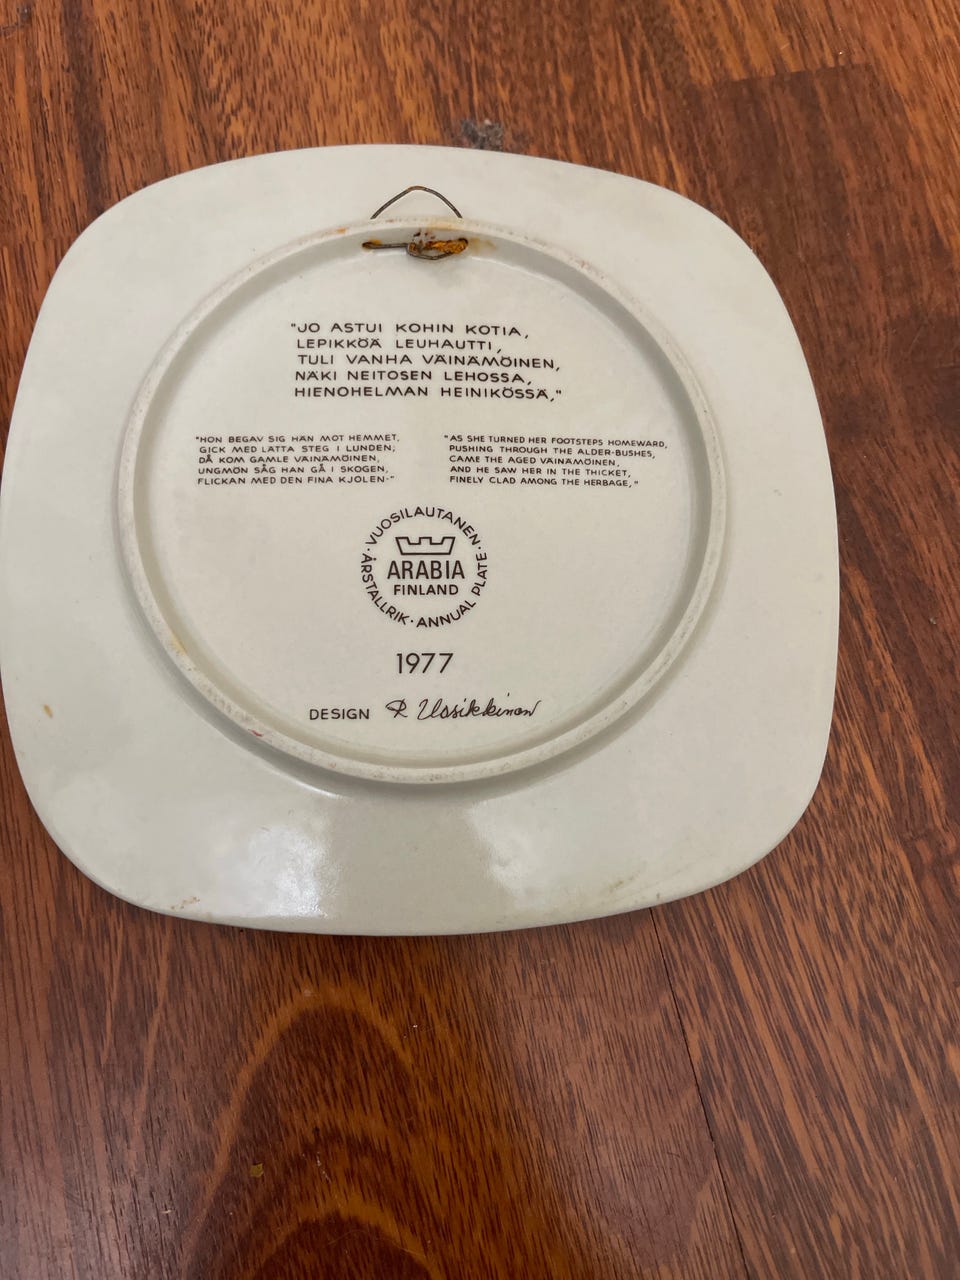 "JO ASTUI KOHIN KOTIA,
LEPIKKÖÄ LEUHAUTTI,
TULI VANHA VÄINÄMÖINEN,
NÄKI NEITOSEN LEHOSSA,
HIENOHELMAN HEINIKÖSSÄ,"
"HON BEGAV SIG HÄN MOT HEMMET,
GICK MED LÄTTA STEG I LUNDEN;
DÅ KOM GAMLE VÄINÄMÖINEN,
UNGMÖN SÅG HAN GÅ I SKOGEN,
FLICKAN MED DEN FINA KJOLEN·"
"AS SHE TURNED HER FOOTSTEPS HOMEWARD,
PUSHING THROUGH THE ALDER-BUSHES,
CAME THE AGED VÄINÄMÖINEN,
AND HE SAW HER IN THE THICKET,
FINELY CLAD AMONG THE HERBAGE,"
·VUOSILAUTANEN·
ARABIA
FINLAND
ÅRSTALLRIK·ANNUAL PLATE
1977
DESIGN R Uosikkinen